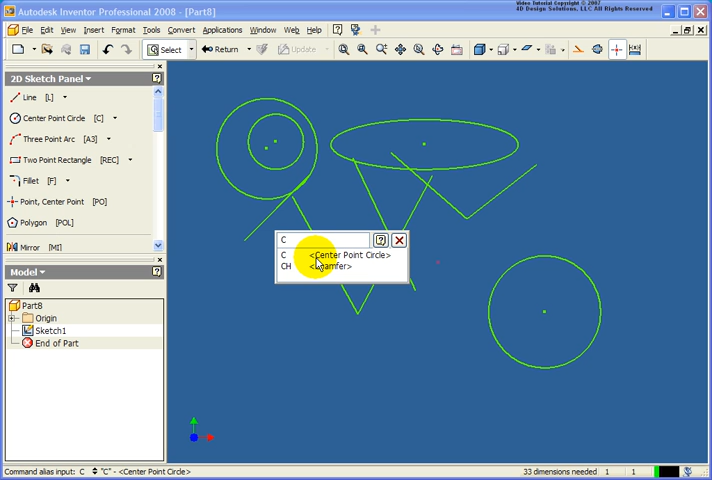 Video Tutorial Copyright © 2007
4D Design Solutions, LLC All Rights Reserved
Autodesk Inventor Professional 2008 - [Part8]
File Edit View Insert Format Tools Convert Applications Window Web Help
Select Return Update
2D Sketch Panel
Line [L]
Center Point Circle [C]
Three Point Arc [A3]
Two Point Rectangle [REC]
Fillet [F]
Point, Center Point [PO]
Polygon [POL]
Mirror [MI]
C
C <Center Point Circle>
CH <Chamfer>
Model
Part8
Origin
Sketch1
End of Part
Command alias input: C "C" - <Center Point Circle> 33 dimensions needed 1 1